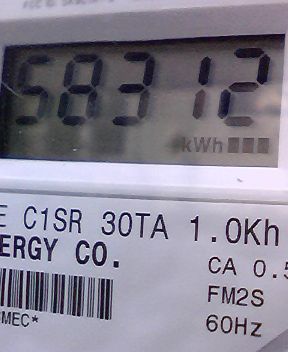 58312
kWh
E C1SR 30TA 1.0Kh
ERGY CO.
CA 0.5
FM2S
MEC*
60Hz